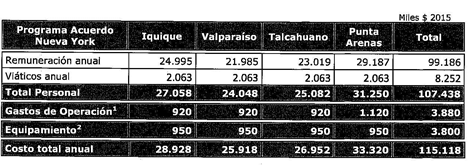 Miles $ 2015
Programa Acuerdo Nueva York Iquique Valparaíso Talcahuano Punta Arenas Total
Remuneración anual 24.995 21.985 23.019 29.187 99.186
Viáticos anual 2.063 2.063 2.063 2.063 8.252
Total Personal 27.058 24.048 25.082 31.250 107.438
Gastos de Operación¹ 920 920 920 1.120 3.880
Equipamiento² 950 950 950 950 3.800
Costo total anual 28.928 25.918 26.952 33.320 115.118